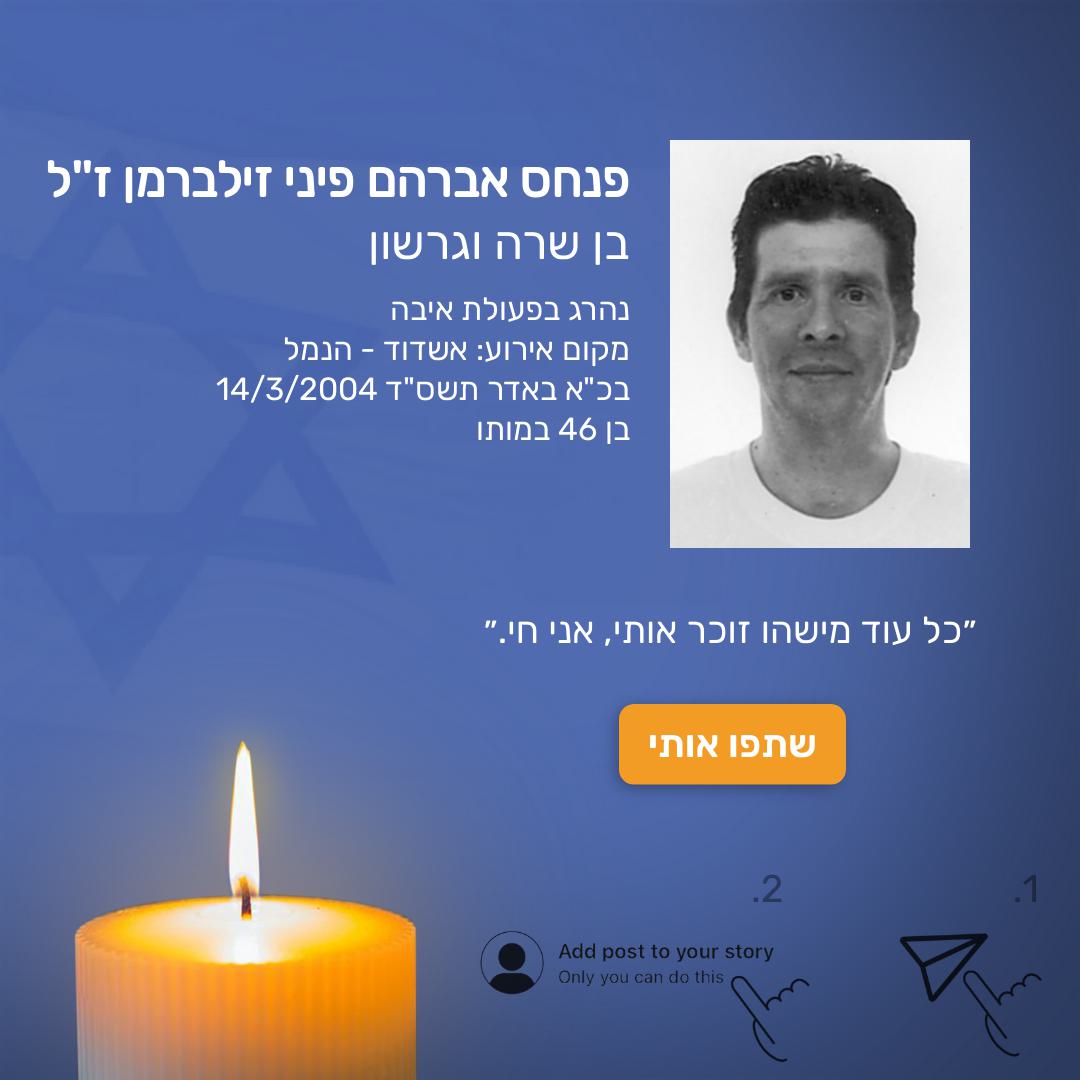 פנחס אברהם פיני זילברמן ז"ל
בן שרה וגרשון
נהרג בפעולת איבה
מקום אירוע: אשדוד - הנמל
בכ"א באדר תשס"ד 14/3/2004
בן 46 במותו
״כל עוד מישהו זוכר אותי, אני חי.״
שתפו אותי
1.
2.
Add post to your story
Only you can do this